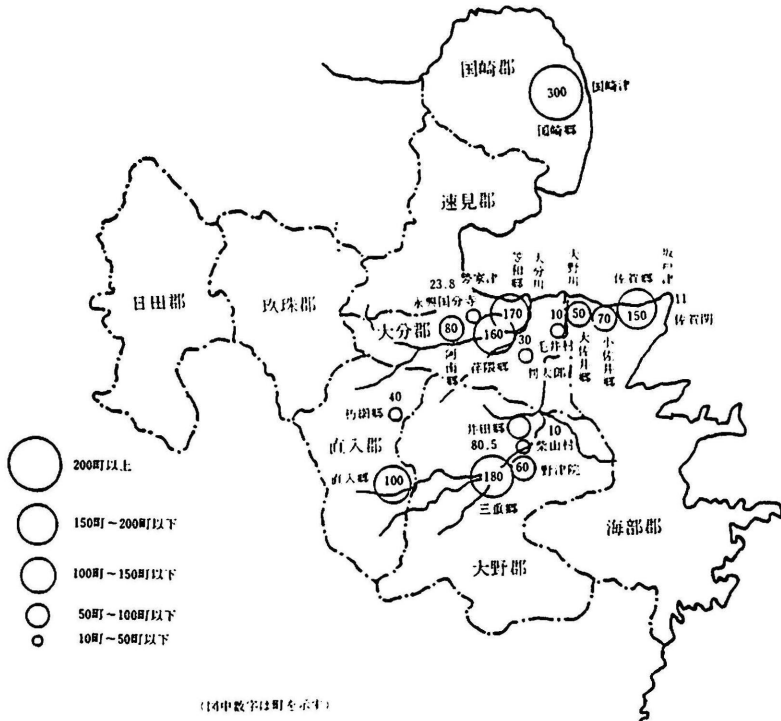 国崎郡
300
国崎津
国崎郷
速見郡
日田郡
玖珠郡
大分郡
23.8
永興国分寺
勢家津
笠和郷
大分川
大野川
佐賀郷
坂戸津
11
佐賀関
170
160
80
阿南郷
荏隈郷
30
判太郎
10
毛井村
50
大佐井郷
70
小佐井郷
150
40
朽網郷
直入郡
直入郷
100
井田郷
80.5
10
柴山村
60
野津院
180
三重郷
大野郡
海部郡
200町以上
150町~200町以下
100町~150町以下
50町~100町以下
10町~50町以下
(図中数字は町を示す)